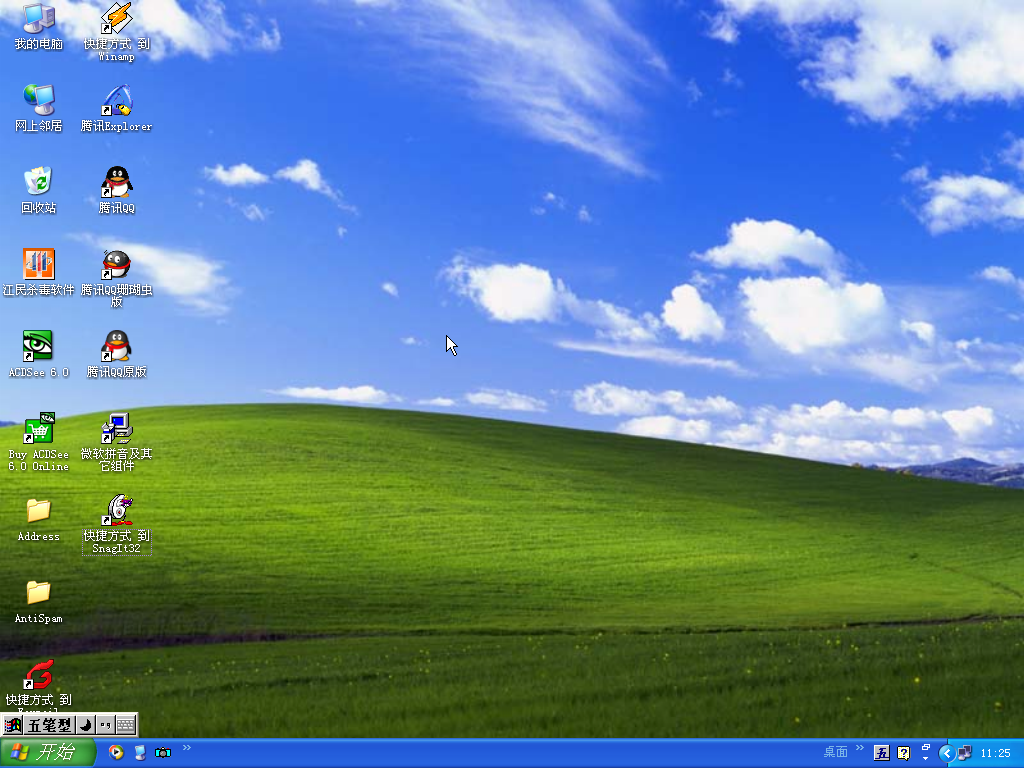 我的电脑
快捷方式 到
Winamp
网上邻居
腾讯Explorer
回收站
腾讯QQ
江民杀毒软件
腾讯QQ珊瑚虫
版
ACDSee 6.0
腾讯QQ原版
Buy ACDSee
6.0 Online
微软拼音及其
它组件
Address
快捷方式 到
SnagIt32
AntiSpam
快捷方式 到
五笔型
开始
桌面
五
11:25